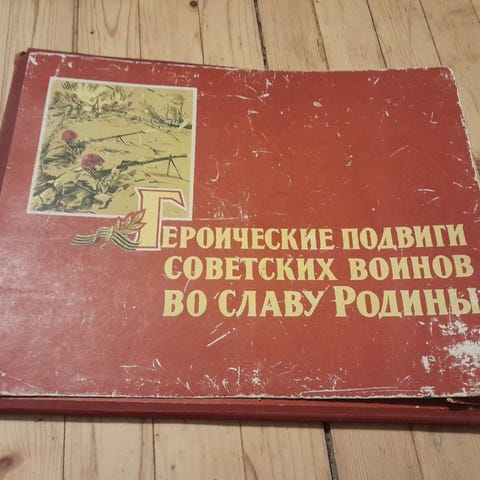 Героические подвиги
советских воинов
во славу Родины